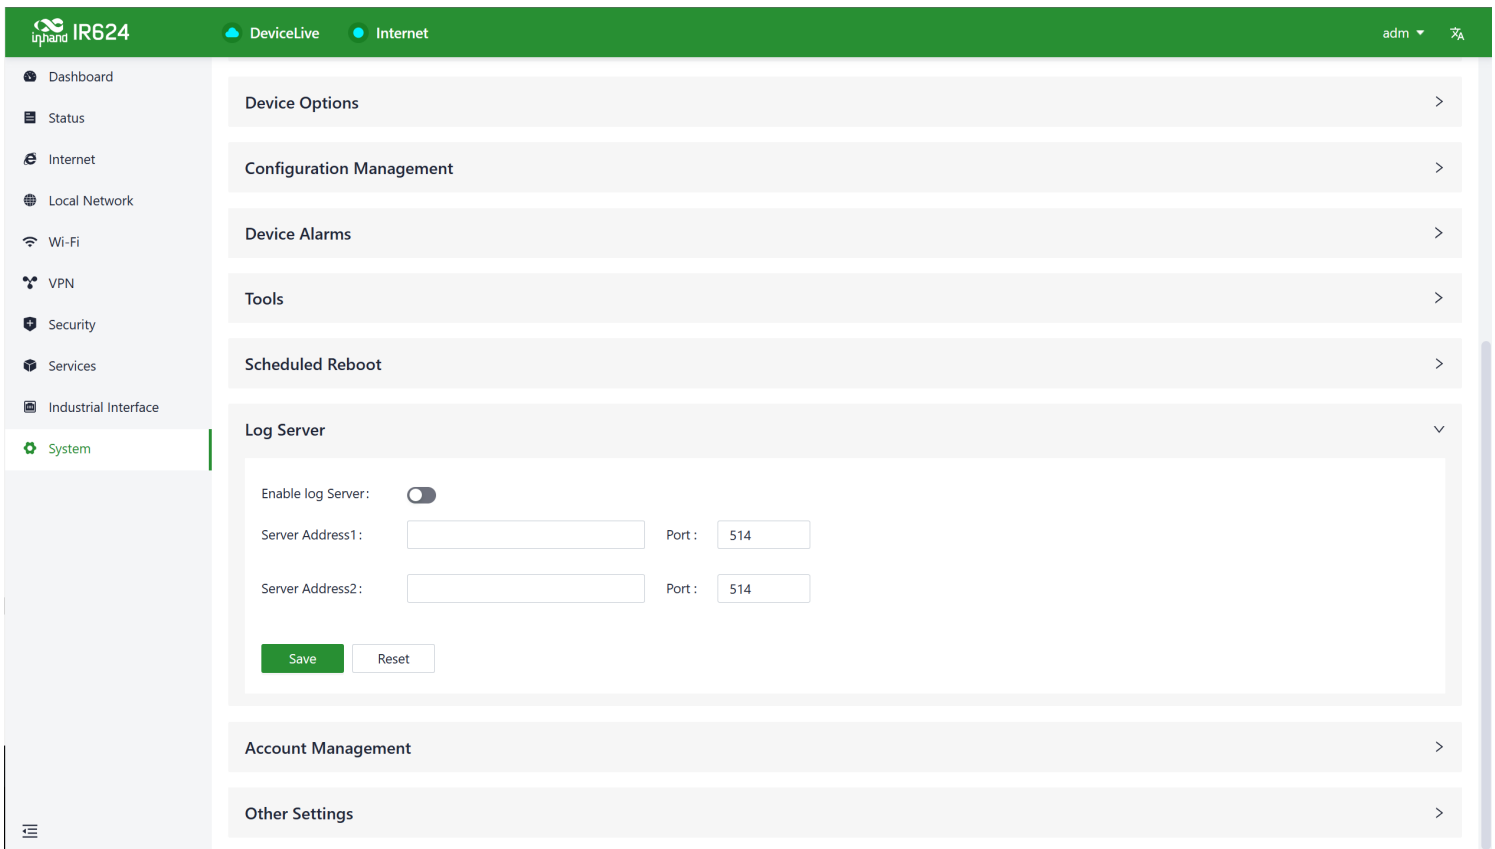 inhand IR624
DeviceLive
Internet
adm
Dashboard
Status
Internet
Local Network
Wi-Fi
VPN
Security
Services
Industrial Interface
System
Device Options
Configuration Management
Device Alarms
Tools
Scheduled Reboot
Log Server
Enable log Server:
Server Address1: Port: 514
Server Address2: Port: 514
Save Reset
Account Management
Other Settings